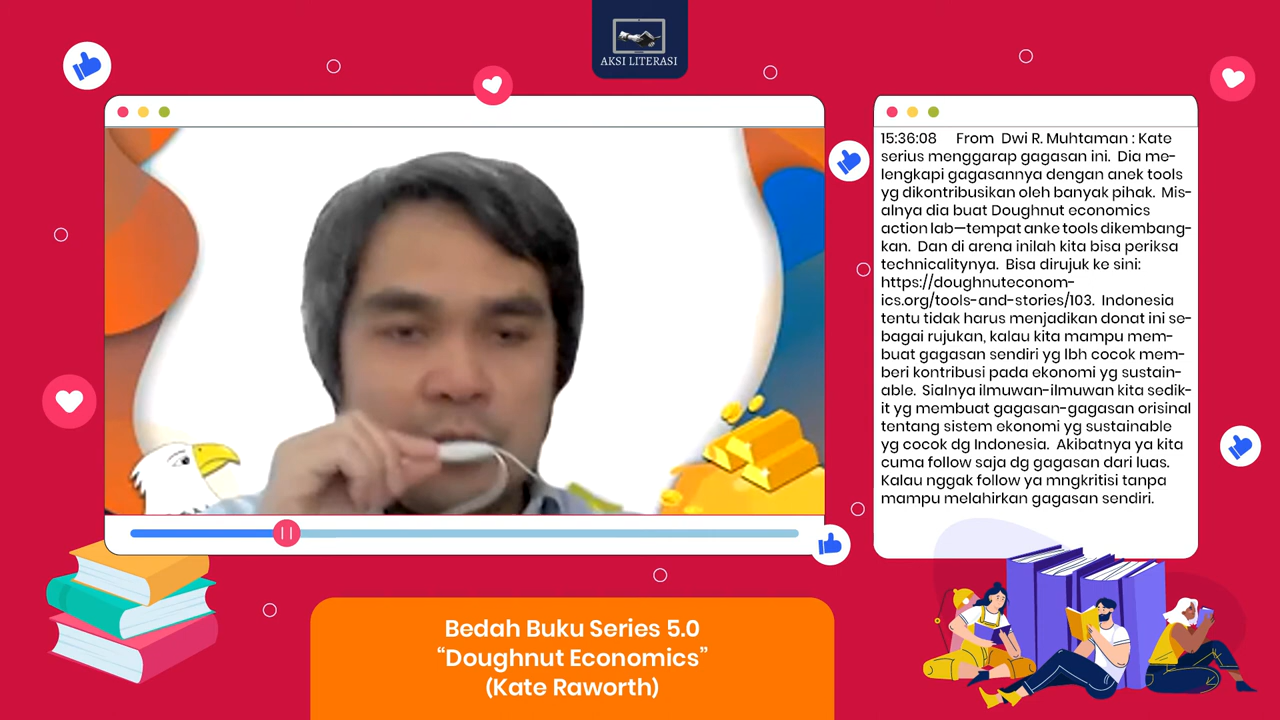 AKSI LITERASI
15:36:08 From Dwi R. Muhtaman : Kate
serius menggarap gagasan ini. Dia me-
lengkapi gagasannya dengan anek tools
yg dikontribusikan oleh banyak pihak. Mis-
alnya dia buat Doughnut economics
action lab—tempat anke tools dikembang-
kan. Dan di arena inilah kita bisa periksa
technicalitynya. Bisa dirujuk ke sini:
https://doughnuteconom-
ics.org/tools-and-stories/103. Indonesia
tentu tidak harus menjadikan donat ini se-
bagai rujukan, kalau kita mampu mem-
buat gagasan sendiri yg lbh cocok mem-
beri kontribusi pada ekonomi yg sustain-
able. Sialnya ilmuwan-ilmuwan kita sedik-
it yg membuat gagasan-gagasan orisinal
tentang sistem ekonomi yg sustainable
yg cocok dg Indonesia. Akibatnya ya kita
cuma follow saja dg gagasan dari luas.
Kalau nggak follow ya mngkritisi tanpa
mampu melahirkan gagasan sendiri.
Bedah Buku Series 5.0
“Doughnut Economics”
(Kate Raworth)